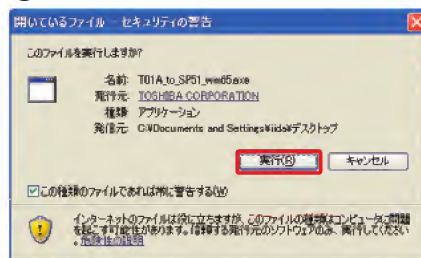 開いているファイル - セキュリティの警告
このファイルを実行しますか?
名前: T01A_to_SP51_wm65.exe
発行元: TOSHIBA CORPORATION
種類: アプリケーション
発信元: C:¥Documents and Settings¥iida¥デスクトップ
実行(R)
キャンセル
この種類のファイルであれば常に警告する(W)
インターネットのファイルは役に立ちますが、このファイルの種類はコンピュータに問題
を起こす可能性があります。信頼する発行元のソフトウェアのみ、実行してください
。危険性の説明